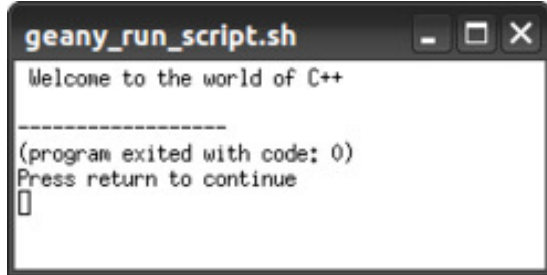 geany_run_script.sh
Welcome to the world of C++
------------------
(program exited with code: 0)
Press return to continue